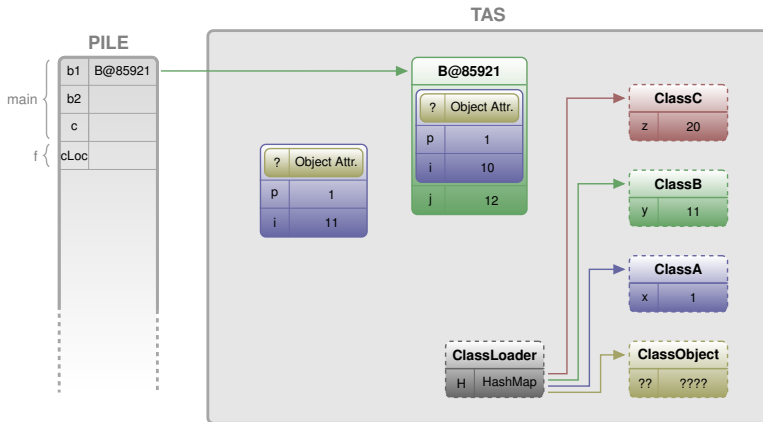 TAS
PILE
main
b1 B@85921
b2
c
f
cLoc
B@85921
? Object Attr.
p 1
i 10
j 12
? Object Attr.
p 1
i 11
ClassC
z 20
ClassB
y 11
ClassA
x 1
ClassLoader
H HashMap
ClassObject
?? ????